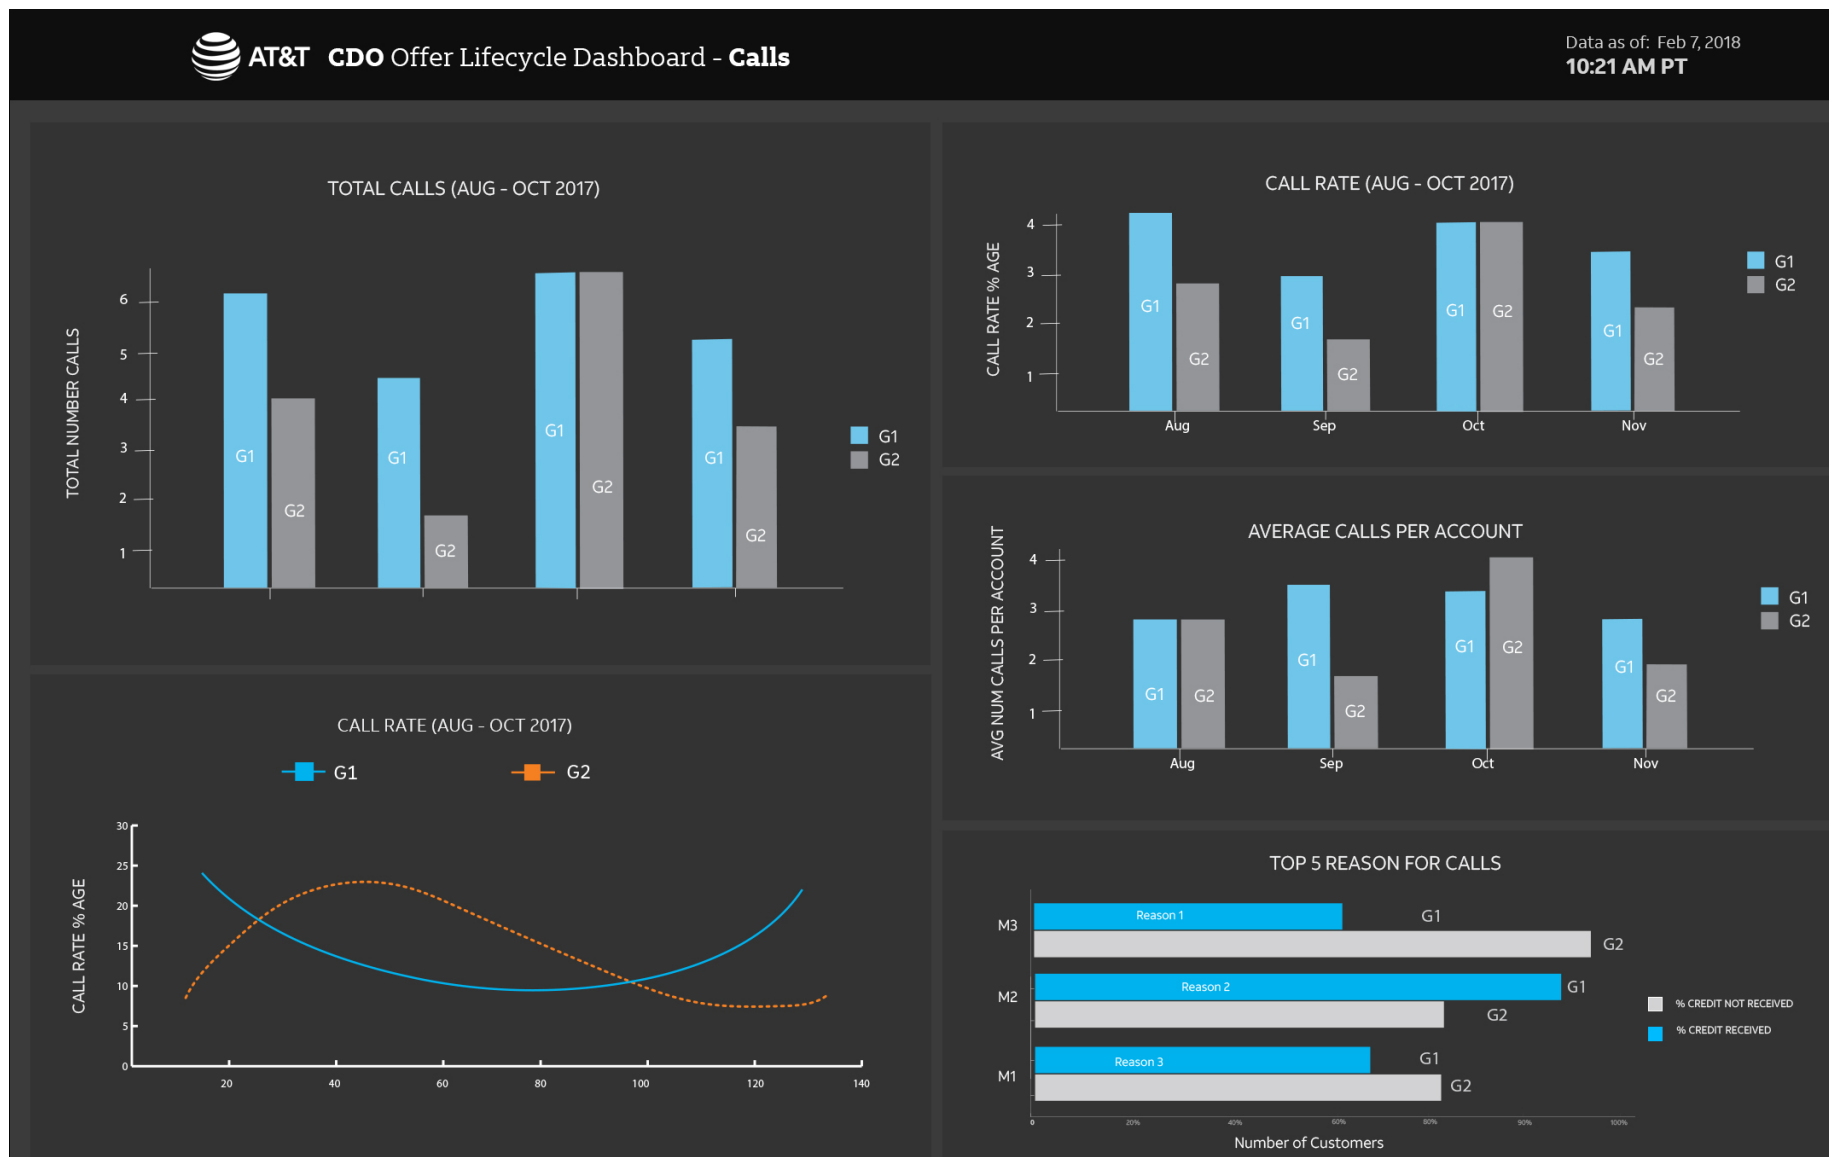 AT&T CDO Offer Lifecycle Dashboard - Calls
Data as of: Feb 7, 2018
10:21 AM PT
TOTAL CALLS (AUG - OCT 2017)
TOTAL NUMBER CALLS
6
5
4
3
2
1
G1
G2
G1
G2
G1
G2
G1
G2
G1
G2
CALL RATE (AUG - OCT 2017)
CALL RATE % AGE
4
3
2
1
G1
G2
G1
G2
G1
G2
G1
G2
Aug
Sep
Oct
Nov
G1
G2
AVERAGE CALLS PER ACCOUNT
AVG NUM CALLS PER ACCOUNT
4
3
2
1
G1
G2
G1
G2
G1
G2
G1
G2
Aug
Sep
Oct
Nov
G1
G2
CALL RATE (AUG - OCT 2017)
G1
G2
CALL RATE % AGE
30
25
20
15
10
5
0
20
40
60
80
100
120
140
TOP 5 REASON FOR CALLS
M3
Reason 1
G1
G2
M2
Reason 2
G1
G2
M1
Reason 3
G1
G2
% CREDIT NOT RECEIVED
% CREDIT RECEIVED
0
20%
40%
60%
80%
90%
100%
Number of Customers